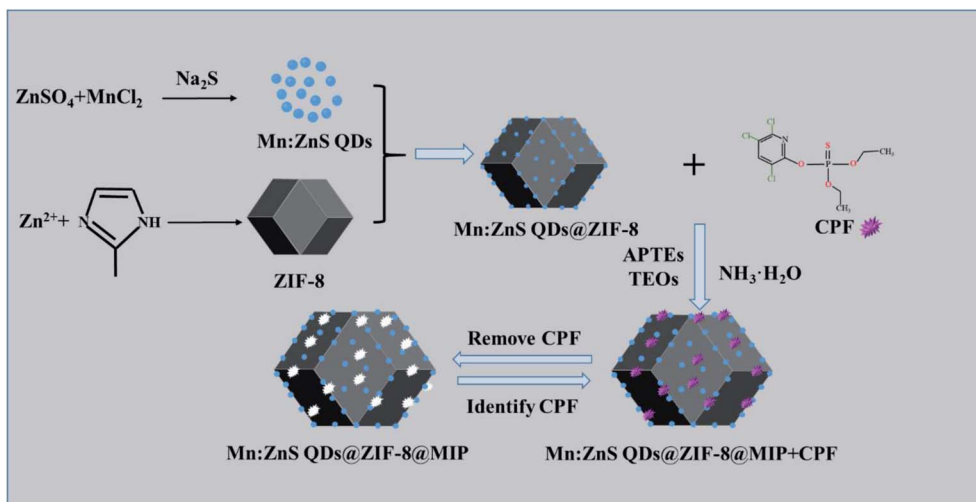 ZnSO₄+MnCl₂
Na₂S
Mn:ZnS QDs
Zn²⁺+
N
NH
ZIF-8
Mn:ZnS QDs@ZIF-8
+
Cl
Cl
N
Cl
O
S
P
O
O
CH₃
CH₃
CPF
APTEs
TEOs
NH₃·H₂O
Remove CPF
Identify CPF
Mn:ZnS QDs@ZIF-8@MIP
Mn:ZnS QDs@ZIF-8@MIP+CPF